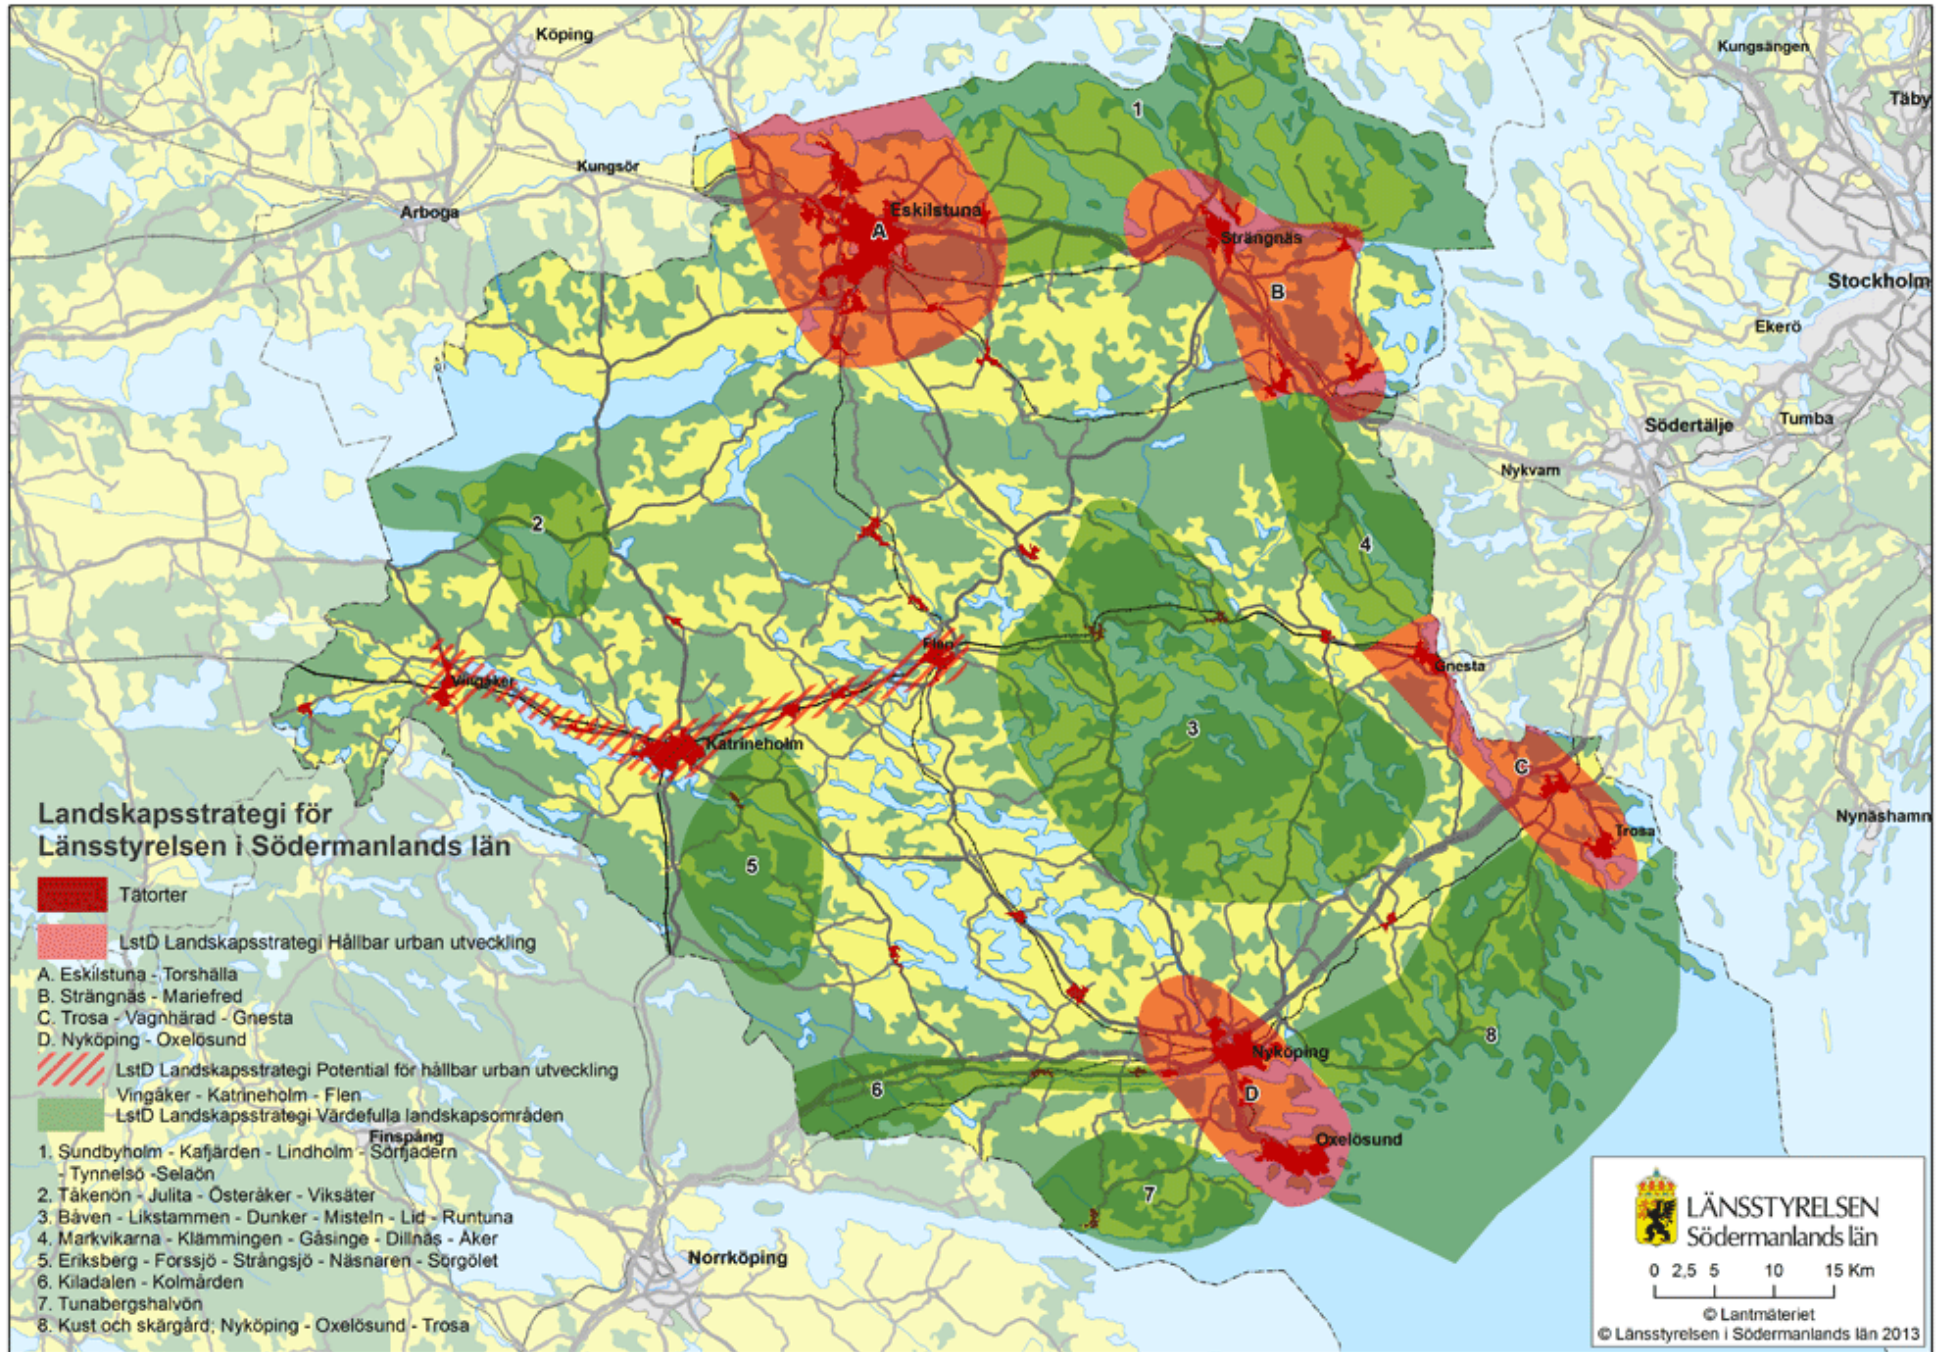 Köping
Kungsängen
Täby
Kungsör
Arboga
Eskilstuna
A
1
Strängnäs
B
Stockholm
Ekerö
Södertälje
Tumba
Nykvarn
2
4
Flen
Gnesta
Vingåker
3
Katrineholm
C
Trosa
Nynäshamn
5
8
Nyköping
D
6
Oxelösund
7
Finspång
Norrköping
Landskapsstrategi för
Länsstyrelsen i Södermanlands län
Tätorter
LstD Landskapsstrategi Hållbar urban utveckling
A. Eskilstuna - Torshälla
B. Strängnäs - Mariefred
C. Trosa - Vagnhärad - Gnesta
D. Nyköping - Oxelösund
LstD Landskapsstrategi Potential för hållbar urban utveckling
Vingåker - Katrineholm - Flen
LstD Landskapsstrategi Värdefulla landskapsområden
1. Sundbyholm - Kafjärden - Lindholm - Sörfjädern
- Tynnelsö -Selaön
2. Tåkenön - Julita - Österåker - Viksäter
3. Båven - Likstammen - Dunker - Misteln - Lid - Runtuna
4. Markvikarna - Klämmingen - Gåsinge - Dillnäs - Åker
5. Eriksberg - Forssjö - Strångsjö - Näsnaren - Sörgölet
6. Kiladalen - Kolmården
7. Tunabergshalvön
8. Kust och skärgård; Nyköping - Oxelösund - Trosa
LÄNSSTYRELSEN
Södermanlands län
0 2,5 5 10 15 Km
© Lantmäteriet
© Länsstyrelsen i Södermanlands län 2013